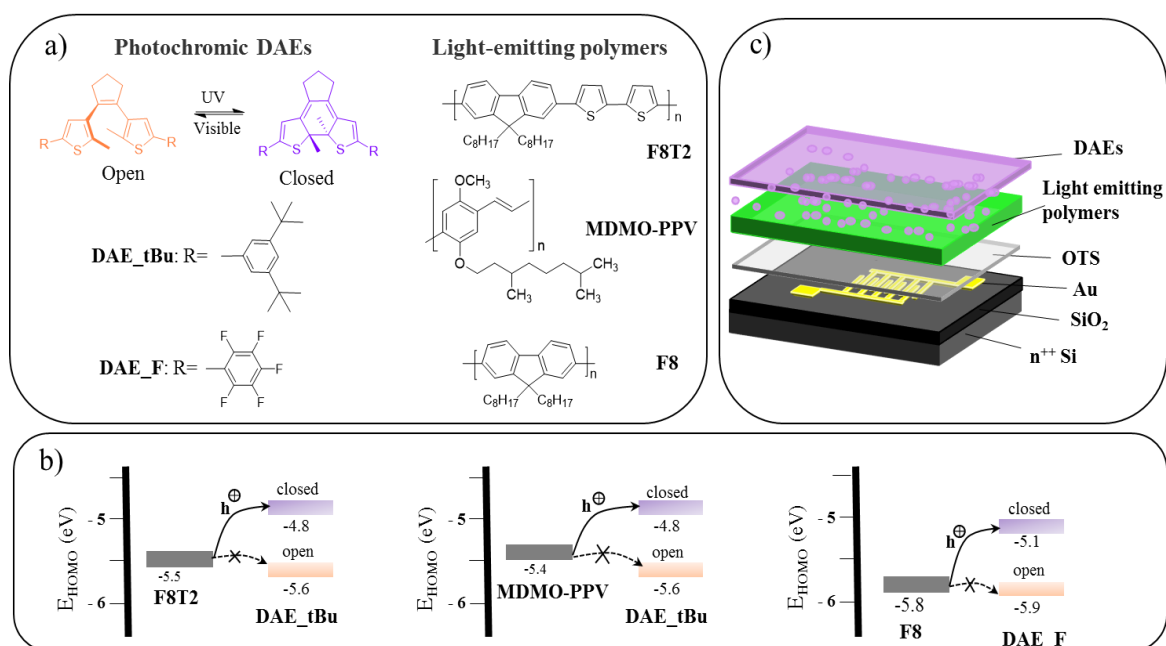 a)
Photochromic DAEs
Light-emitting polymers
UV
Visible
R
S
S
R
R
S
S
R
Open
Closed
S
S
n
C8H17 C8H17
F8T2
DAE_tBu: R=
OCH3
n
O
CH3
CH3
CH3
MDMO-PPV
DAE_F: R=
F
F
F
F
F
n
C8H17 C8H17
F8
c)
DAEs
Light emitting
polymers
OTS
Au
SiO2
n++ Si
b)
EHOMO (eV)
- 5
- 6
h⊕
closed
-4.8
open
-5.5
-5.6
F8T2
DAE_tBu
EHOMO (eV)
- 5
- 6
h⊕
closed
-4.8
open
-5.4
-5.6
MDMO-PPV
DAE_tBu
EHOMO (eV)
- 5
- 6
h⊕
closed
-5.1
open
-5.8
-5.9
F8
DAE_F